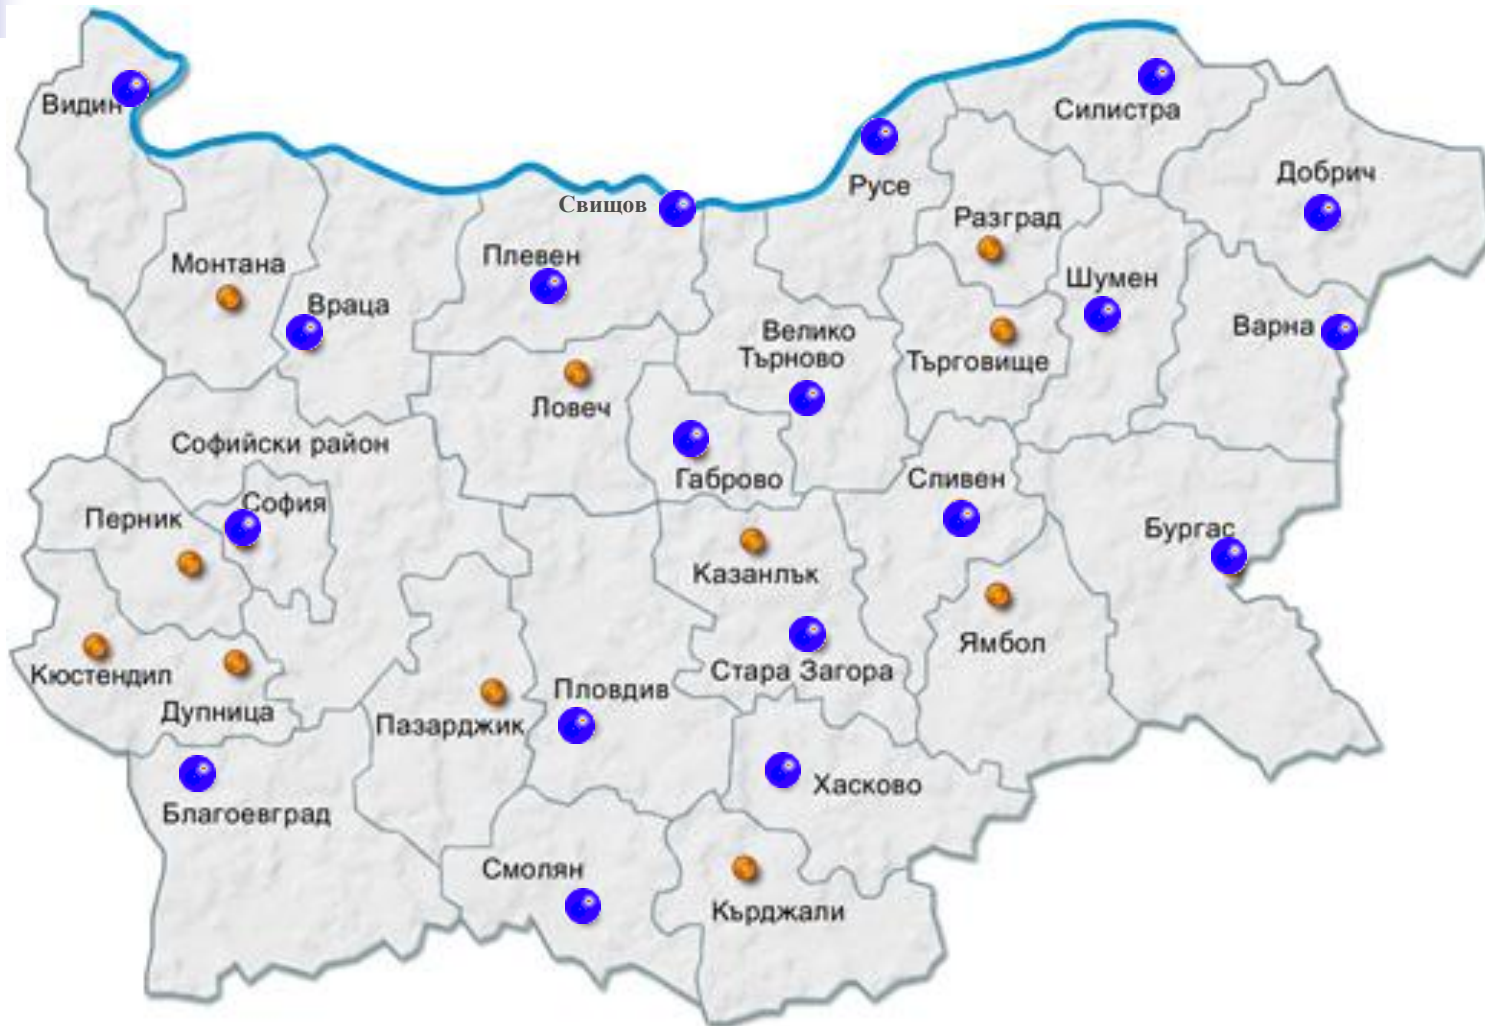 Видин
Силистра
Добрич
Русе
Свищов
Разград
Плевен
Монтана
Шумен
Враца
Варна
Велико
Търново
Търговище
Ловеч
Софийски район
Габрово
Сливен
София
Перник
Бургас
Казанлък
Ямбол
Стара Загора
Кюстендил
Пловдив
Дупница
Пазарджик
Хасково
Благоевград
Смолян
Кърджали